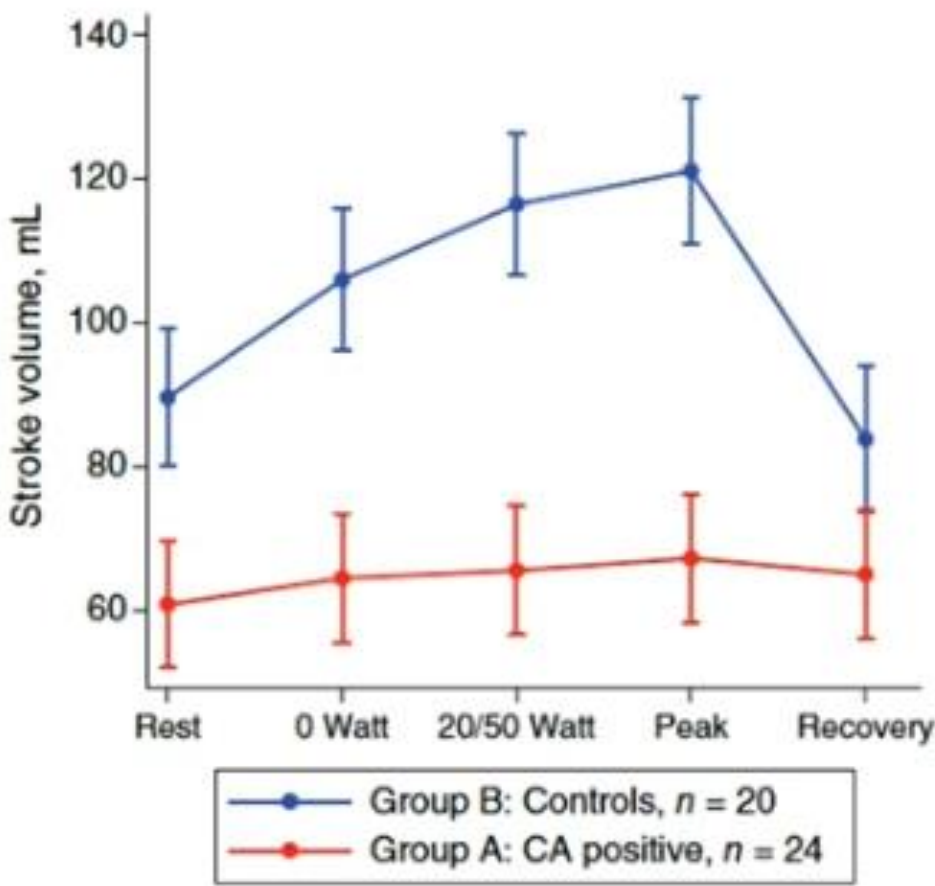 140
120
100
80
60
Stroke volume, mL
Rest 0 Watt 20/50 Watt Peak Recovery
Group B: Controls, n = 20
Group A: CA positive, n = 24